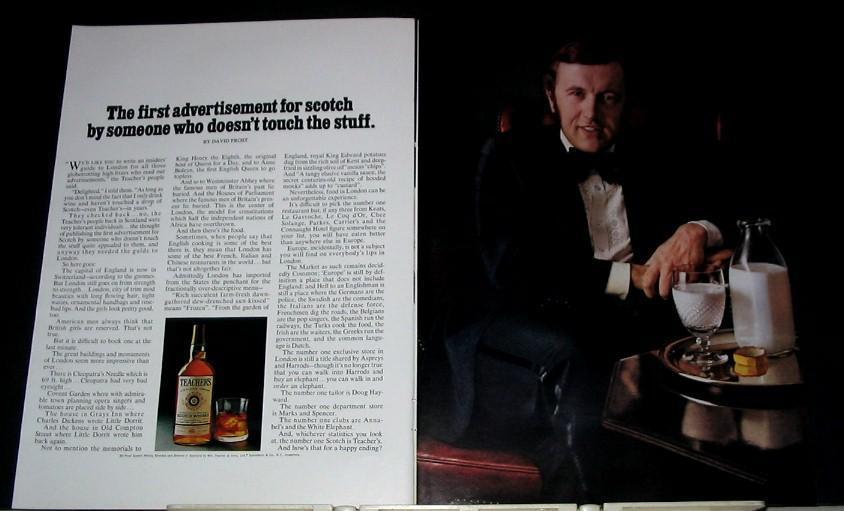 The first advertisement for scotch
by someone who doesn't touch the stuff.
BY DAVID FROST
"WE'D LIKE you to write an insiders'
guide to London for all those
globetrotting high livers who read our
advertisements," the Teacher's people
said.
"Delighted," I told them. "As long as
you don't mind the fact that I only drink
wine and haven't touched a drop of
Scotch—even Teacher's—in years."
They checked back... no, the
Teacher's people back in Scotland were
very tolerant individuals... the thought
of publishing the first advertisement for
Scotch by someone who doesn't touch
the stuff quite appealed to them, and
anyway they needed the guide to
London.
So here goes:
The capital of England is now in
Switzerland—according to the gnomes.
But London still goes on from strength
to strength. London, city of trim most
beauties with long flowing hair, tight
waists, ornamental handbags and rose-
bud lips. And the girls look pretty good,
too.
American men always think that
British girls are reserved. That's not
true.
But it is difficult to book one at the
last minute.
The great buildings and monuments
of London seem more impressive than
ever.
There is Cleopatra's Needle which is
69 ft. high... Cleopatra had very bad
eyesight...
Covent Garden where with admira-
ble town planning opera singers and
tomatoes are placed side by side...
The house in Grays Inn where
Charles Dickens wrote Little Dorrit.
And the house in Old Compton
Street where Little Dorrit wrote him
back again.
Not to mention the memorials to
King Henry the Eighth, the original
host of Queen for a Day, and to Anne
Boleyn, the first English Queen to go
topless.
And so to Westminster Abbey where
the famous men of Britain's past lie
buried. And the Houses of Parliament
where the famous men of Britain's pres-
ent lie buried. This is the center of
London, the model for constitutions
which half the independent nations of
Africa have overthrown.
And then there's the food.
Sometimes, when people say that
English cooking is some of the best
there is, they mean that London has
some of the best French, Italian and
Chinese restaurants in the world... but
that's not altogether fair.
Admittedly London has imported
from the States the penchant for the
fractionally over-descriptive menu—
"Rich succulent farm-fresh dawn-
gathered dew-drenched sun-kissed"
means "Frozen". "From the garden of
England, royal King Edward potatoes
dug from the rich soil of Kent and deep-
fried in sizzling olive oil" means "chips".
And "A tangy elusive vanilla sauce, the
secret centuries-old recipe of hooded
monks" adds up to "custard".
Nevertheless, food in London can be
an unforgettable experience.
It's difficult to pick the number one
restaurant but, if any three from Keats,
Le Gavroche, Le Coq d'Or, Chez
Solange, Parkes, Carrier's and the
Connaught Hotel figure somewhere on
your list, you will have eaten better
than anywhere else in Europe.
Europe, incidentally, is not a subject
you will find on everybody's lips in
London.
The Market as such remains decid-
edly Common; 'Europe' is still by def-
inition a place that does not include
England; and Hell to an Englishman is
still a place where the Germans are the
police, the Swedish are the comedians,
the Italians are the defense force,
Frenchmen dig the roads, the Belgians
are the pop singers, the Spanish run the
railways, the Turks cook the food, the
Irish are the waiters, the Greeks run the
government, and the common langu-
age is Dutch.
The number one exclusive store in
London is still a title shared by Aspreys
and Harrods—though it's no longer true
that you can walk into Harrods and
buy an elephant... you can walk in and
order an elephant.
The number one tailor is Doug Hay-
ward.
The number one department store
is Marks and Spencer.
The number one clubs are Anna-
bel's and the White Elephant.
And, whichever statistics you look
at, the number one Scotch is Teacher's.
And how's that for a happy ending?
TEACHER'S